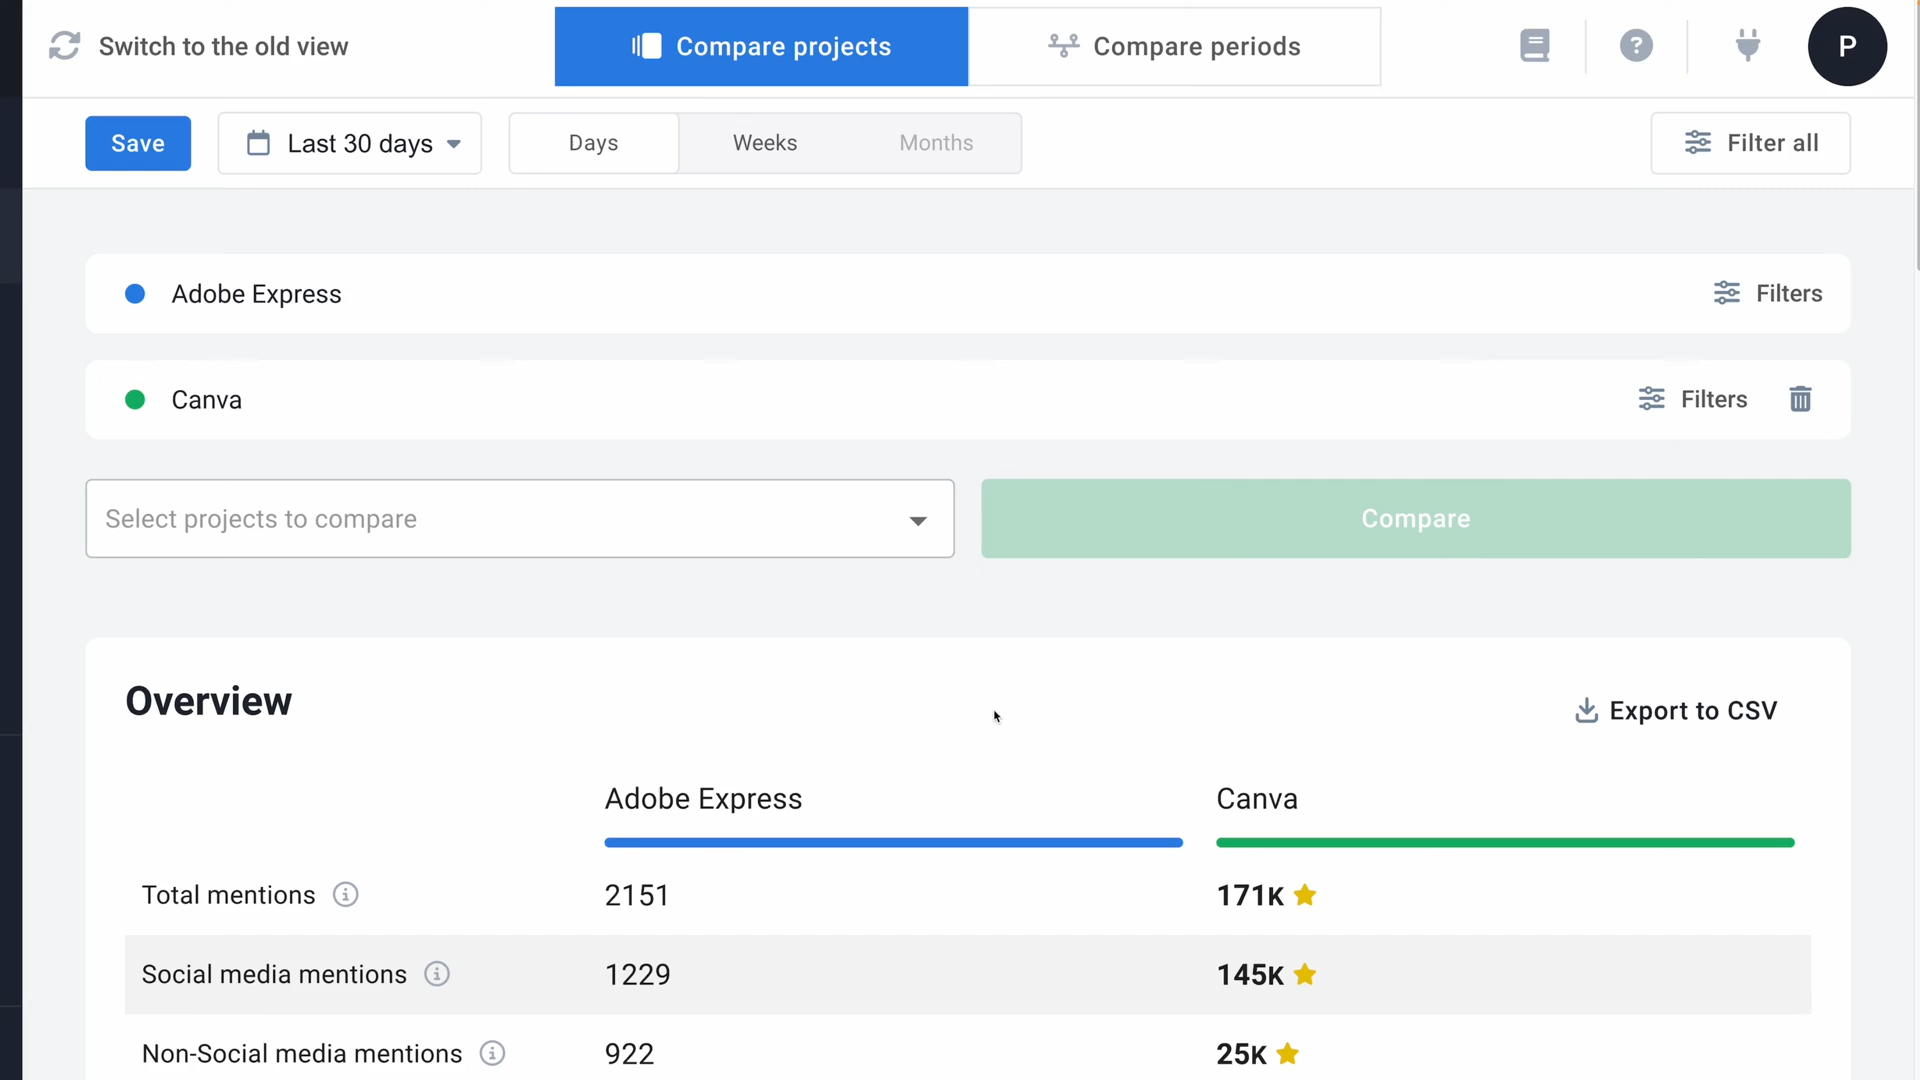 Switch to the old view
Compare projects
Compare periods
?
P
Save
Last 30 days
Days
Weeks
Months
Filter all
Adobe Express
Filters
Canva
Filters
Select projects to compare
Compare
Overview
Export to CSV
Adobe Express
Canva
Total mentions
2151
171K
Social media mentions
1229
145K
Non-Social media mentions
922
25K